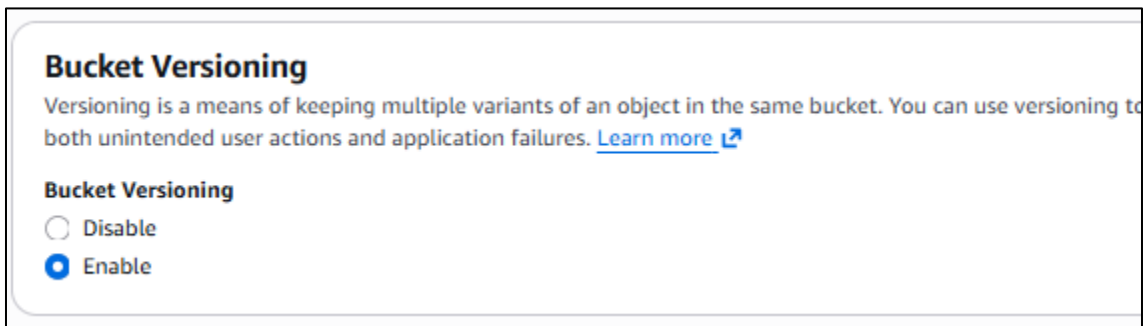 Bucket Versioning
Versioning is a means of keeping multiple variants of an object in the same bucket. You can use versioning to
both unintended user actions and application failures. Learn more
Bucket Versioning
Disable
Enable